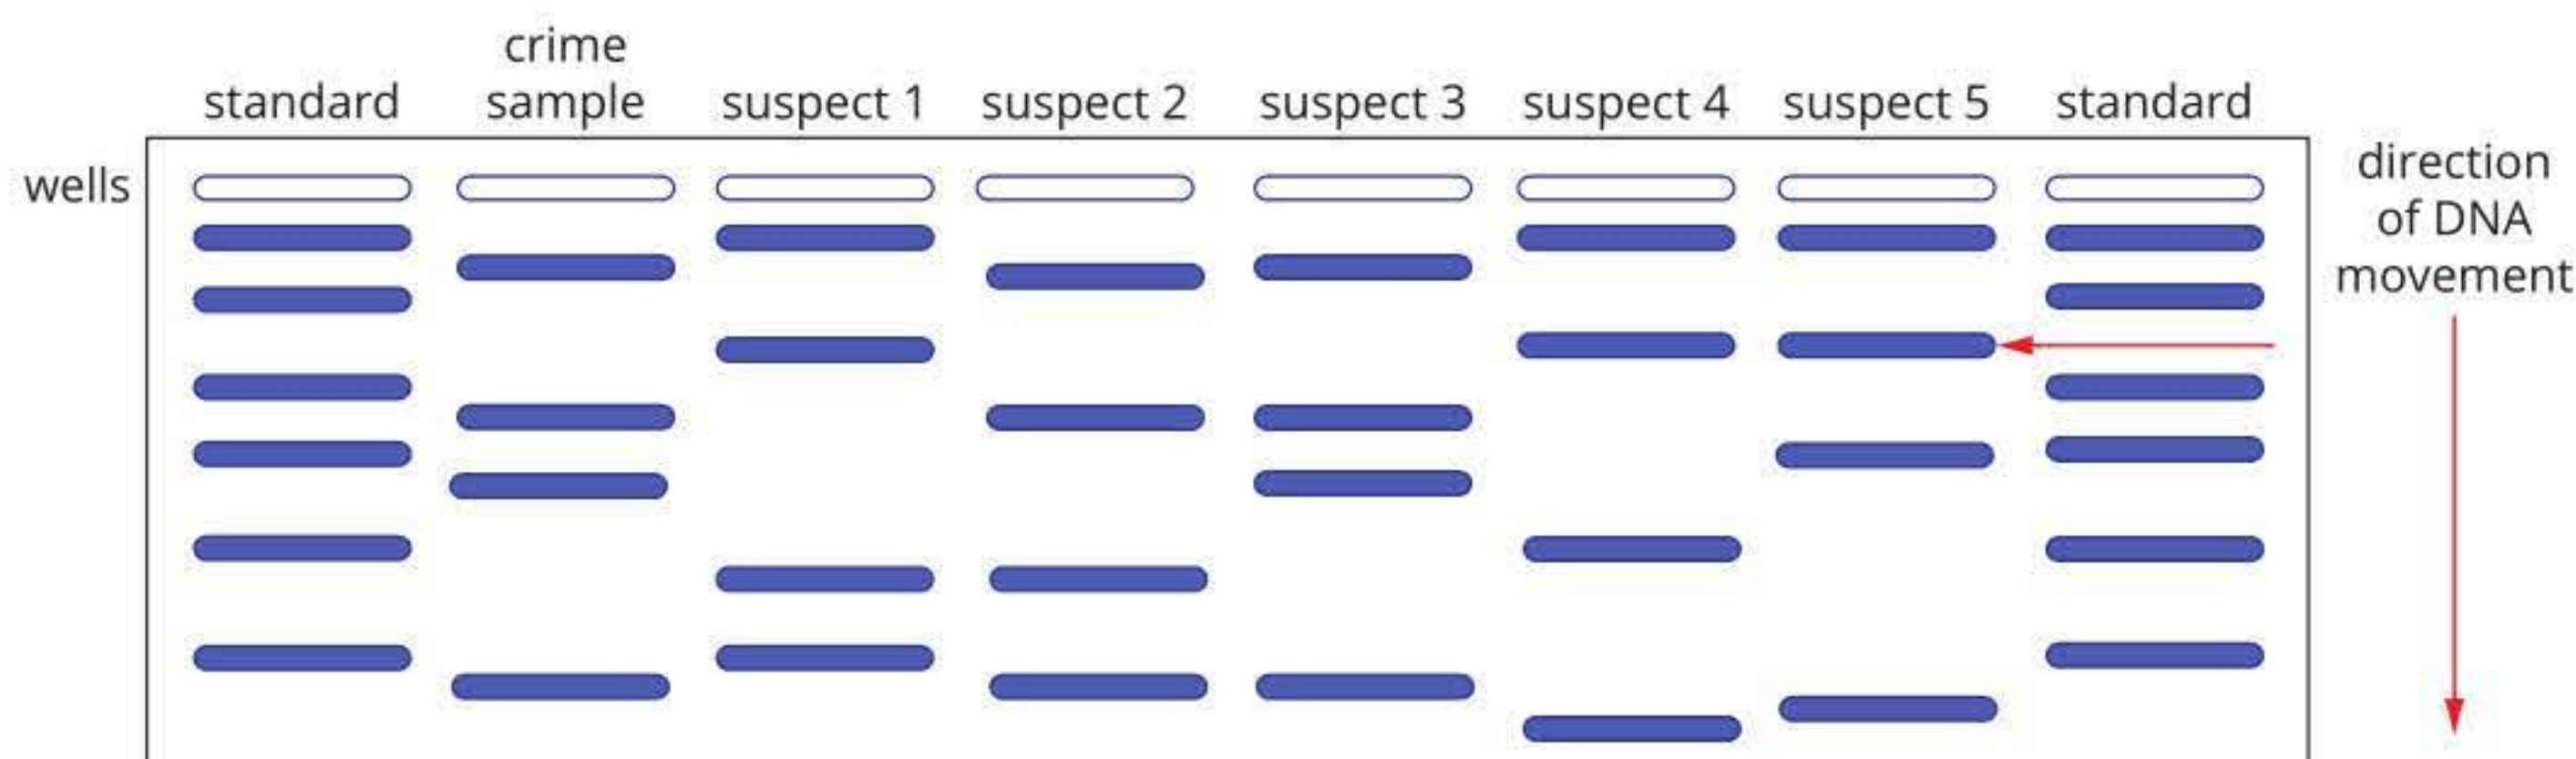 crime
standard
sample
suspect 1
suspect 2
suspect 3
suspect 4
suspect 5
standard
wells
direction
of DNA
movement